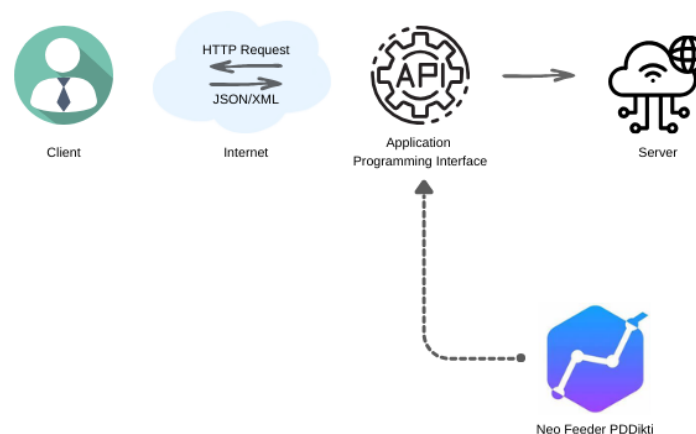 HTTP Request
JSON/XML
API
Client
Internet
Application
Programming Interface
Server
Neo Feeder PDDikti